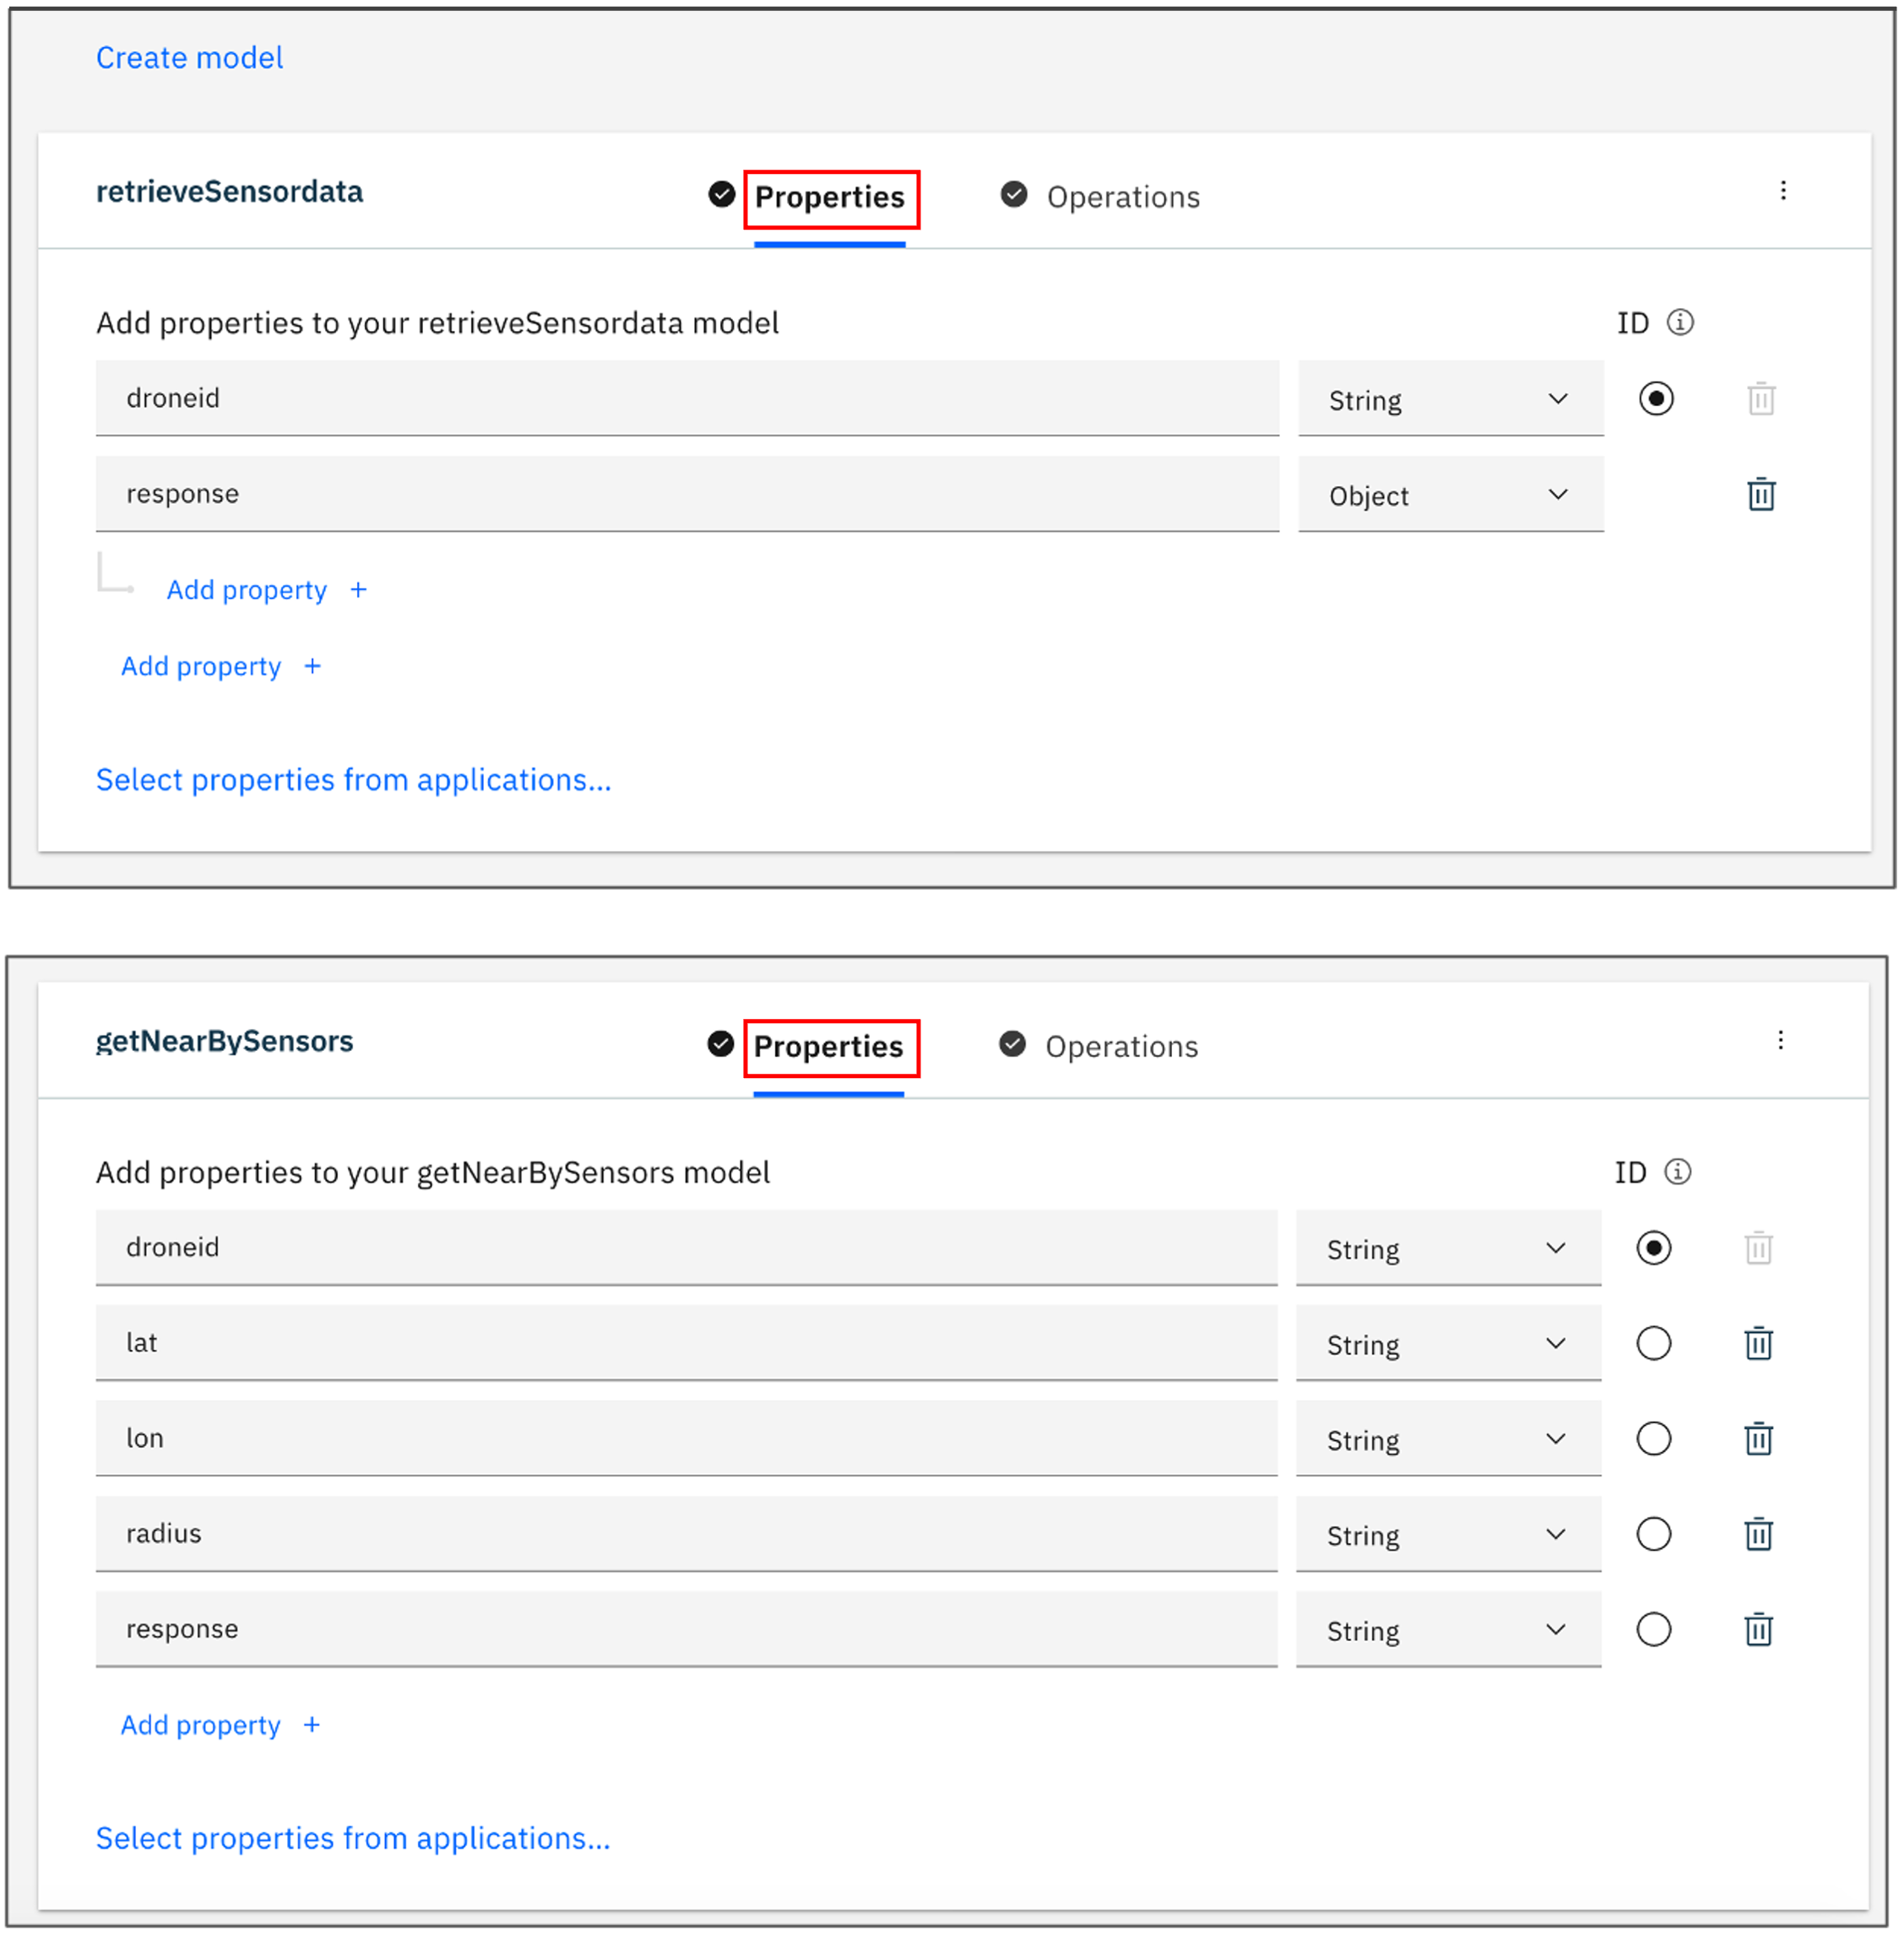 Create model
retrieveSensordata Properties Operations
Add properties to your retrieveSensordata model ID
droneid String
response Object
Add property +
Add property +
Select properties from applications...
getNearBySensors Properties Operations
Add properties to your getNearBySensors model ID
droneid String
lat String
lon String
radius String
response String
Add property +
Select properties from applications...